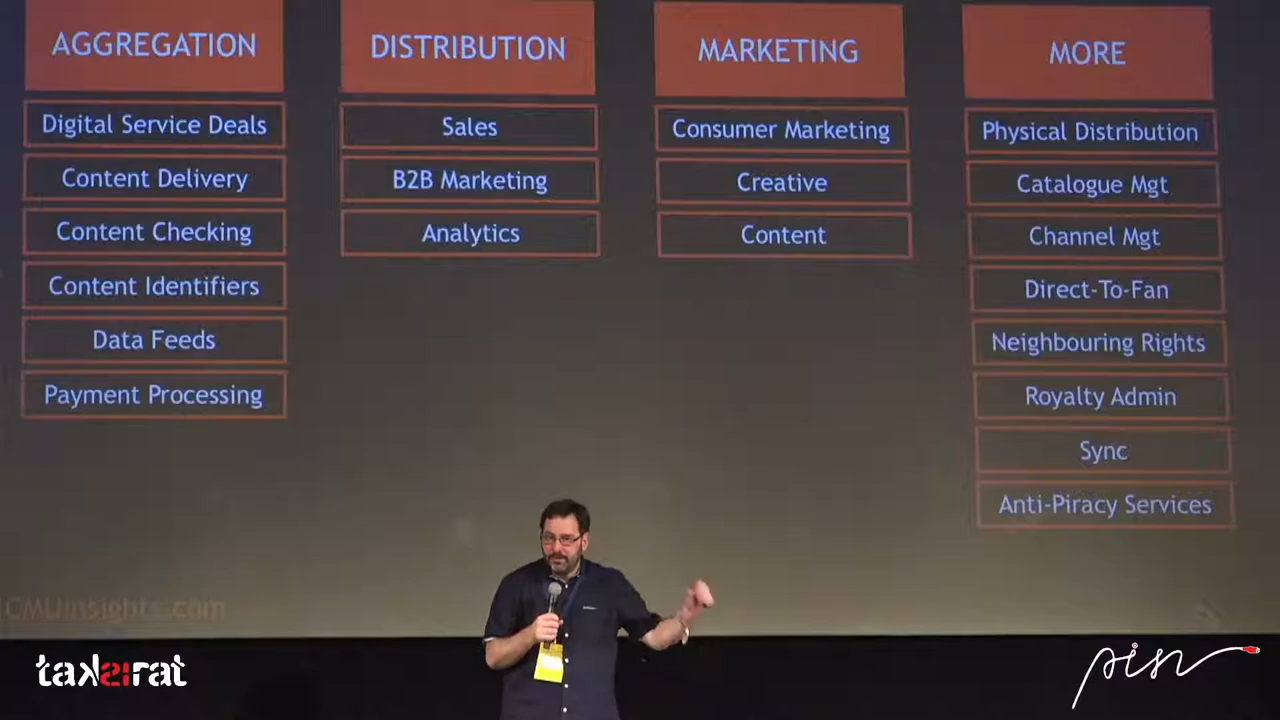 AGGREGATION
Digital Service Deals
Content Delivery
Content Checking
Content Identifiers
Data Feeds
Payment Processing
DISTRIBUTION
Sales
B2B Marketing
Analytics
MARKETING
Consumer Marketing
Creative
Content
MORE
Physical Distribution
Catalogue Mgt
Channel Mgt
Direct-To-Fan
Neighbouring Rights
Royalty Admin
Sync
Anti-Piracy Services
CMUinsights.com
pin